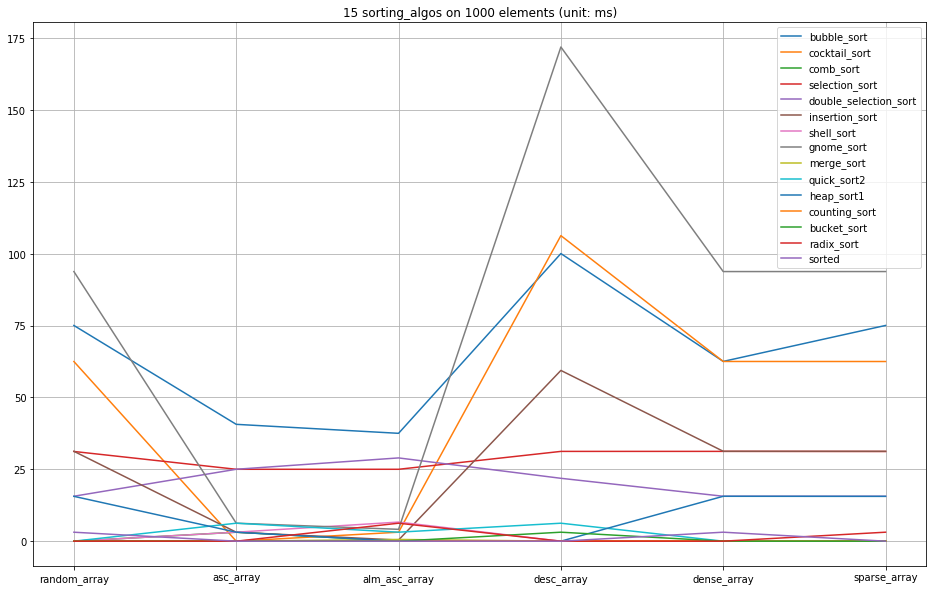 15 sorting_algos on 1000 elements (unit: ms)
175
150
125
100
75
50
25
0
bubble_sort
cocktail_sort
comb_sort
selection_sort
double_selection_sort
insertion_sort
shell_sort
gnome_sort
merge_sort
quick_sort2
heap_sort1
counting_sort
bucket_sort
radix_sort
sorted
random_array
asc_array
alm_asc_array
desc_array
dense_array
sparse_array